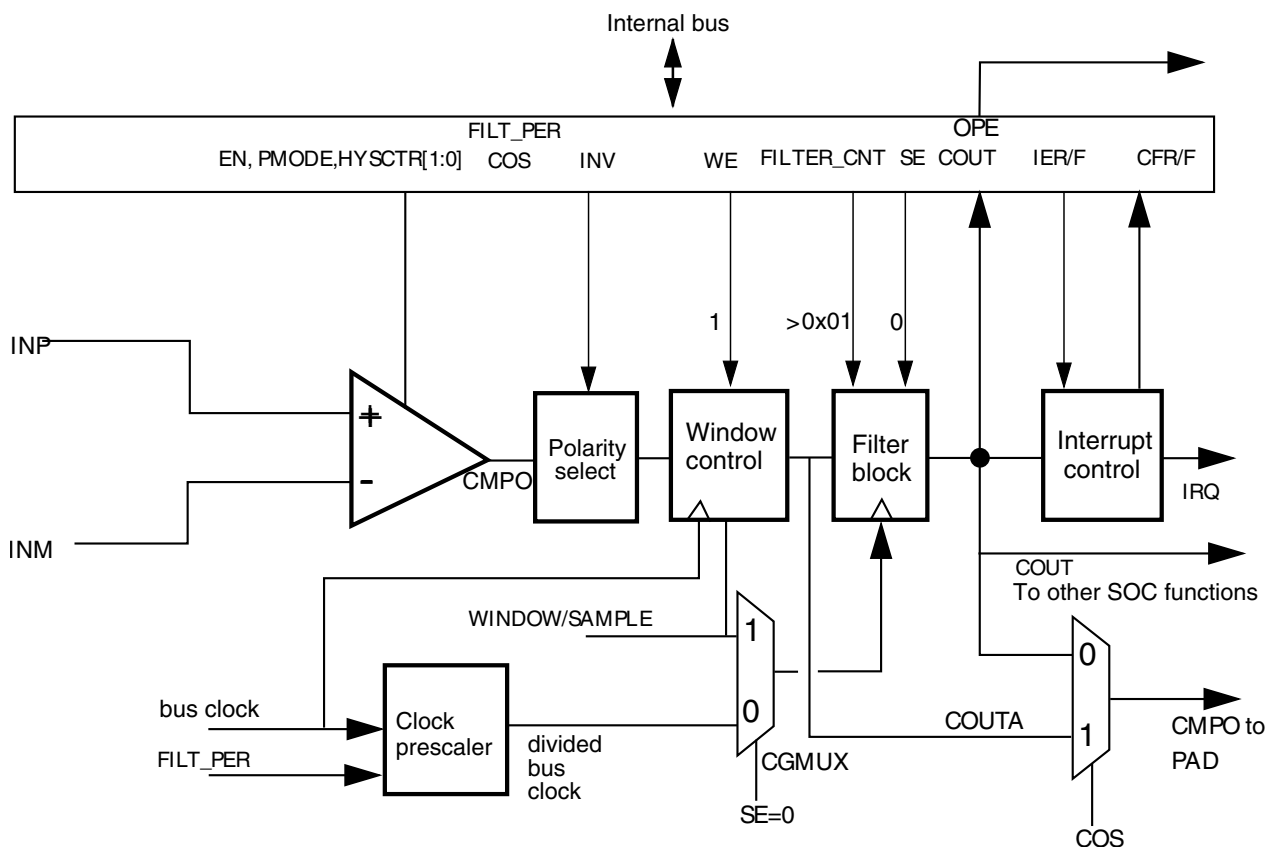 Internal bus
FILT_PER
OPE
EN, PMODE,HYSCTR[1:0]
COS
INV
WE
FILTER_CNT
SE
COUT
IER/F
CFR/F
1
>0x01
0
INP
+
-
CMPO
Polarity
select
Window
control
Filter
block
Interrupt
control
IRQ
INM
COUT
To other SOC functions
WINDOW/SAMPLE
1
0
0
1
bus clock
FILT_PER
Clock
prescaler
divided
bus
clock
CGMUX
SE=0
COUTA
CMPO to
PAD
COS